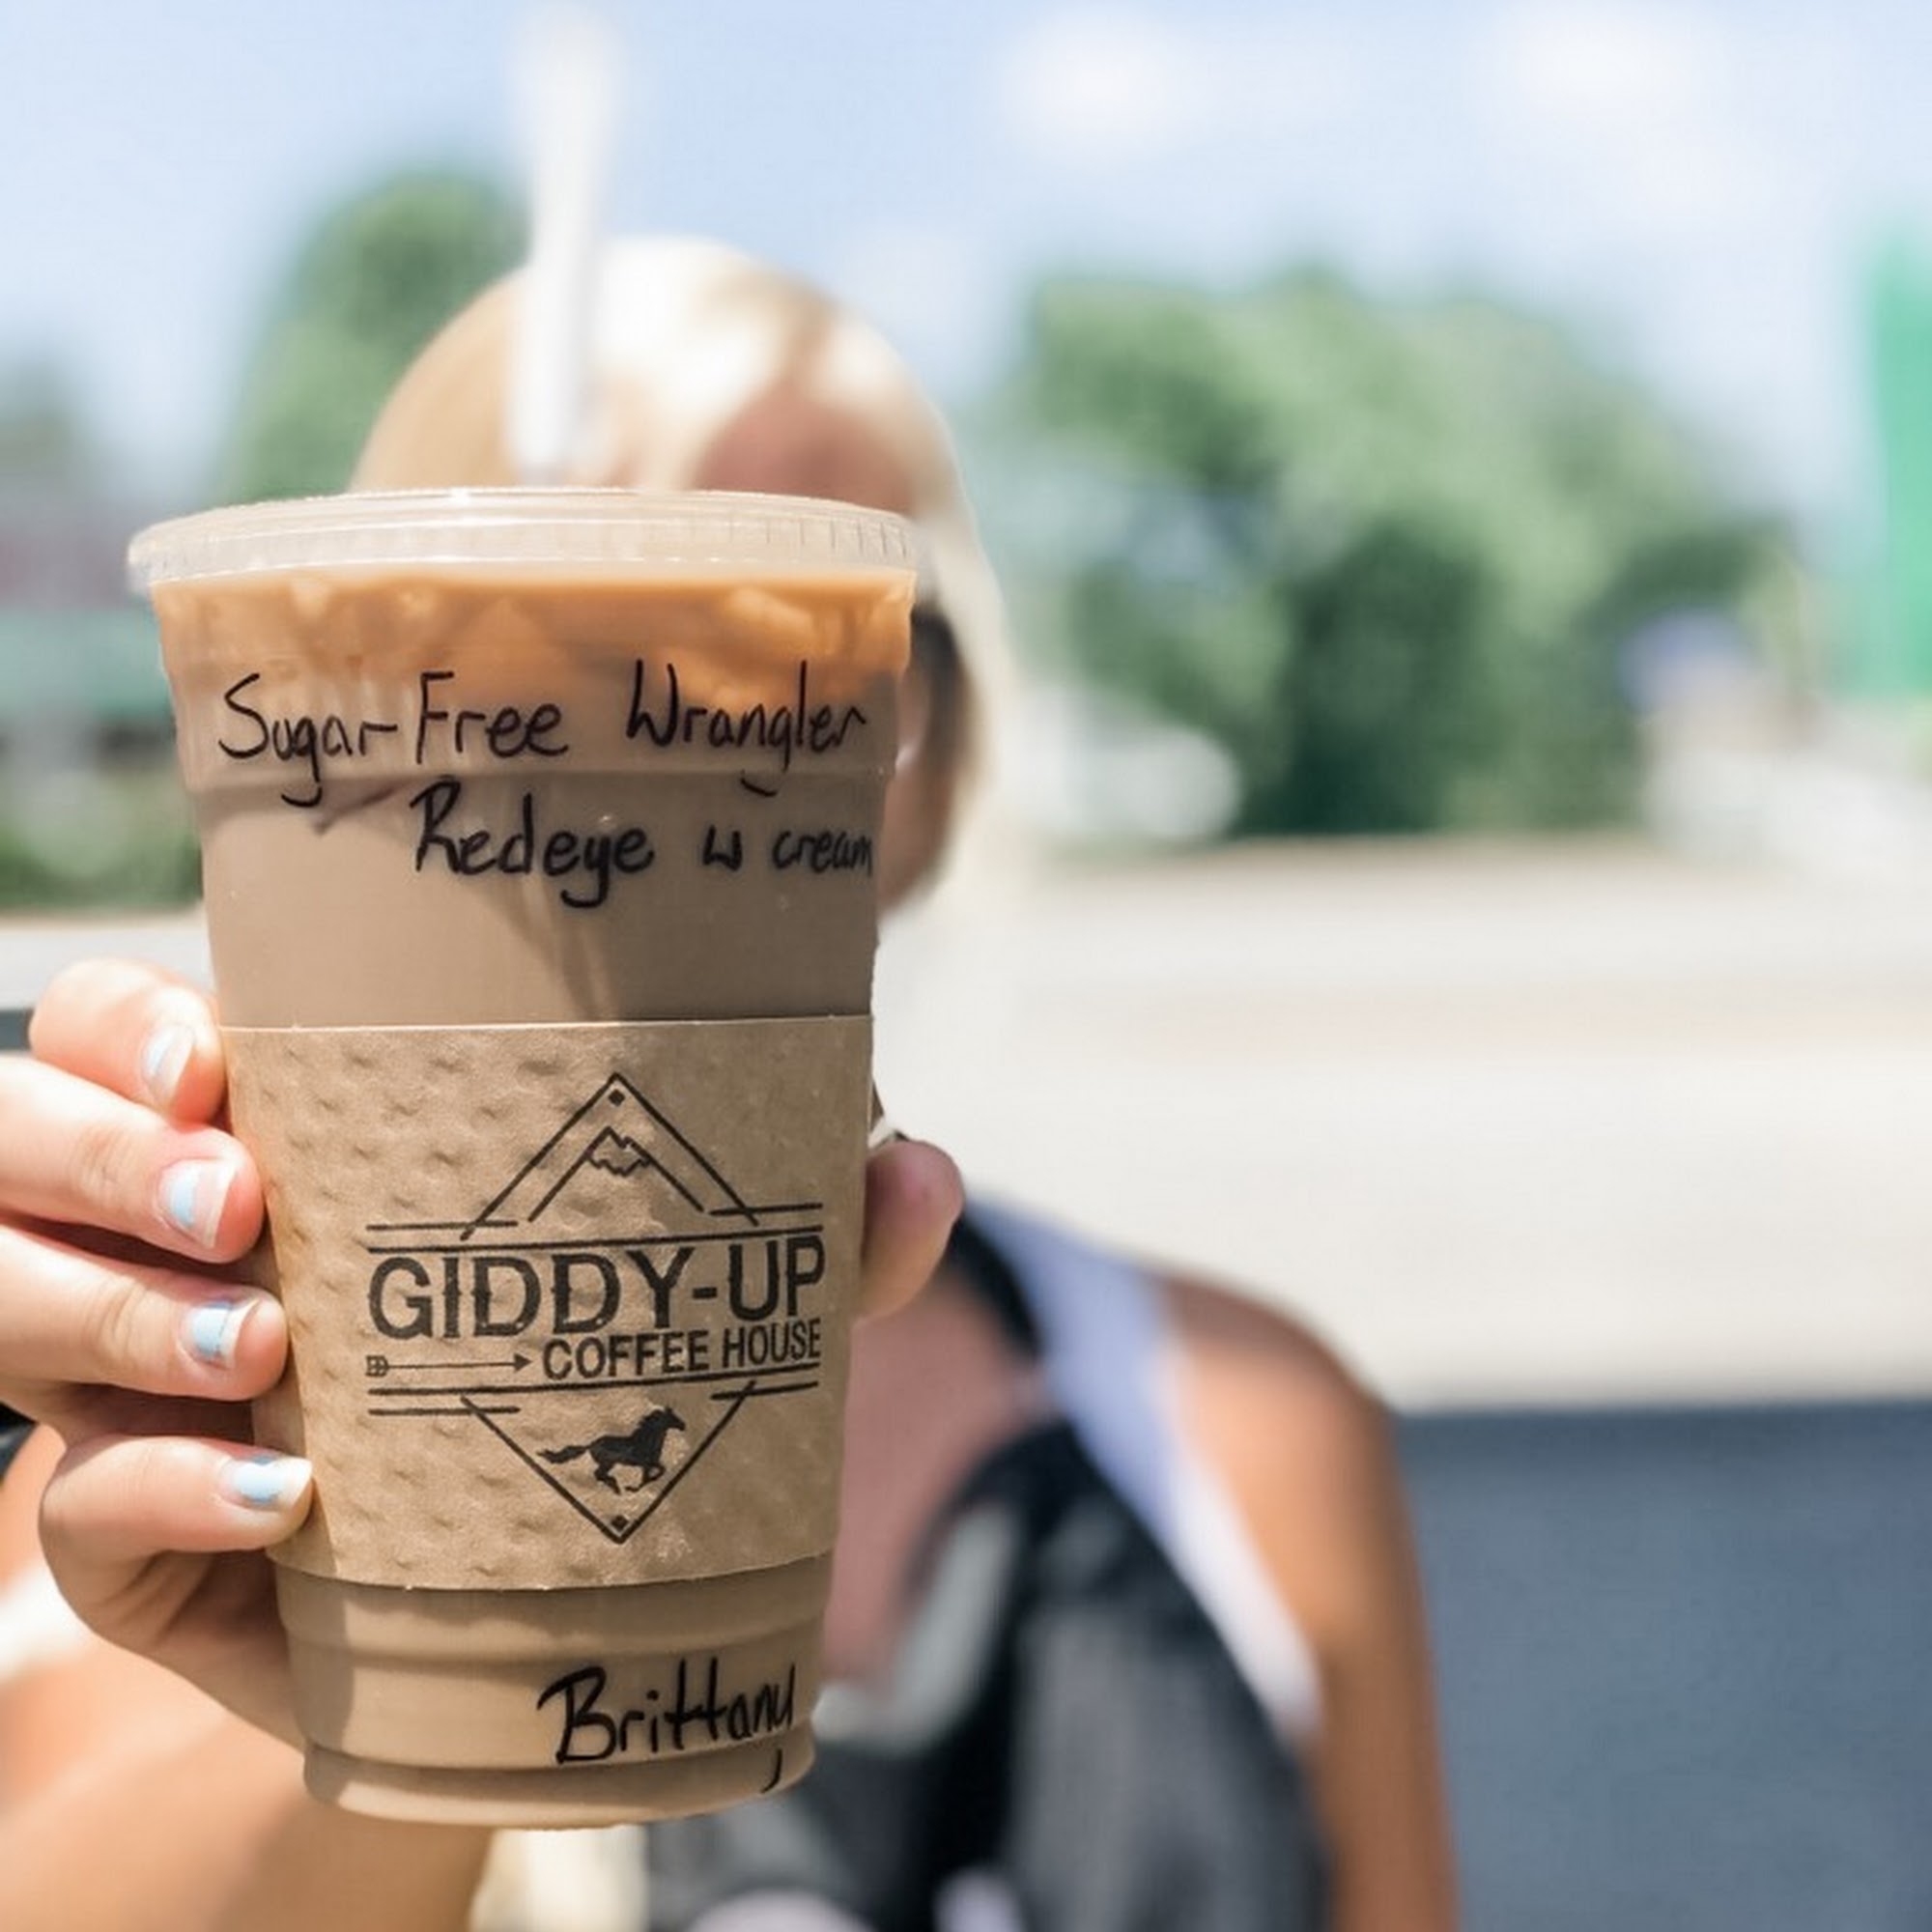 Sugar-Free Wrangler
Redeye w cream
GIDDY-UP
COFFEE HOUSE
Brittany